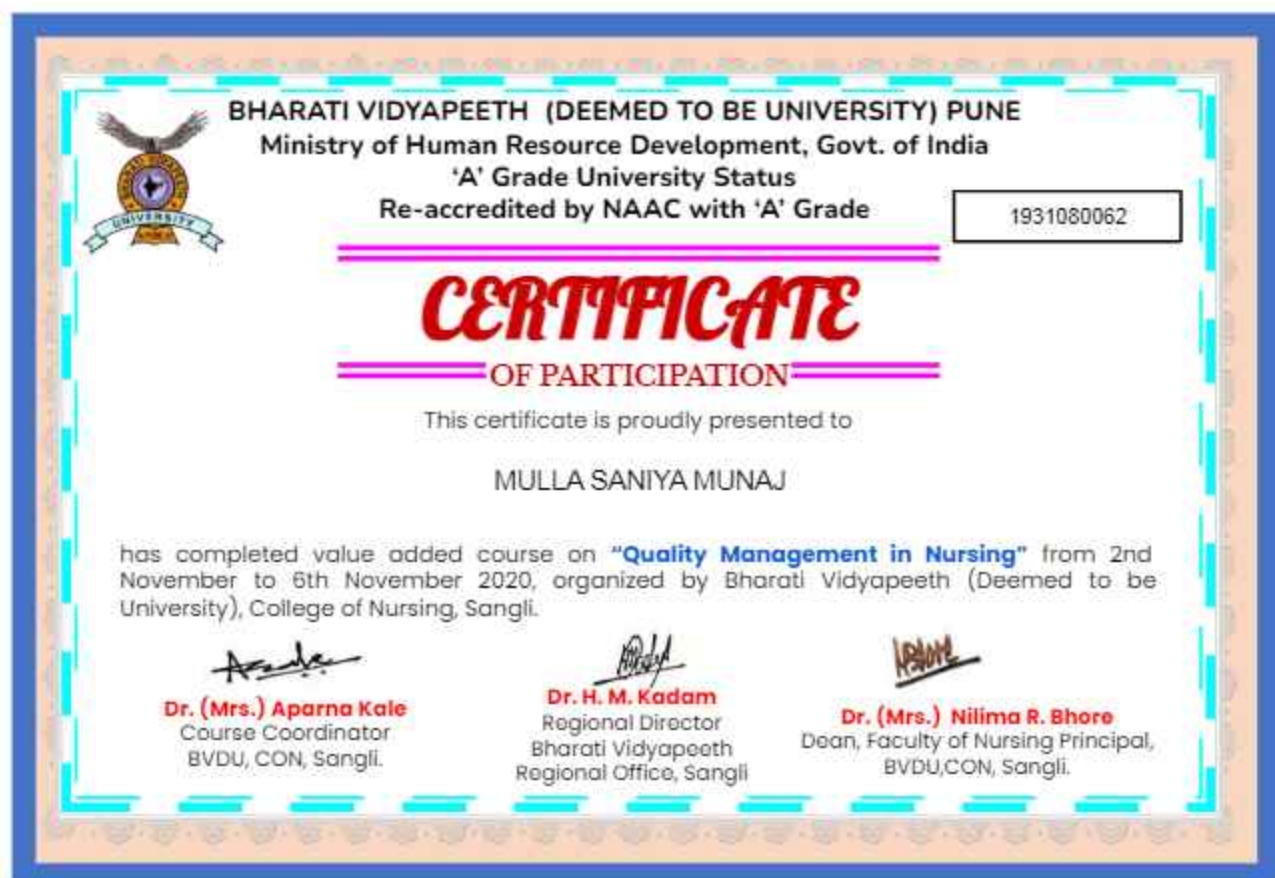 BHARATI VIDYAPEETH (DEEMED TO BE UNIVERSITY) PUNE
Ministry of Human Resource Development, Govt. of India
‘A’ Grade University Status
Re-accredited by NAAC with ‘A’ Grade
1931080062
BHARATI VIDYAPEETH
UNIVERSITY
CERTIFICATE
OF PARTICIPATION
This certificate is proudly presented to
MULLA SANIYA MUNAJ
has completed value added course on “Quality Management in Nursing” from 2nd
November to 6th November 2020, organized by Bharati Vidyapeeth (Deemed to be
University), College of Nursing, Sangli.
Dr. (Mrs.) Aparna Kale
Course Coordinator
BVDU, CON, Sangli.
Dr. H. M. Kadam
Regional Director
Bharati Vidyapeeth
Regional Office, Sangli
Dr. (Mrs.) Nilima R. Bhore
Dean, Faculty of Nursing Principal,
BVDU,CON, Sangli.